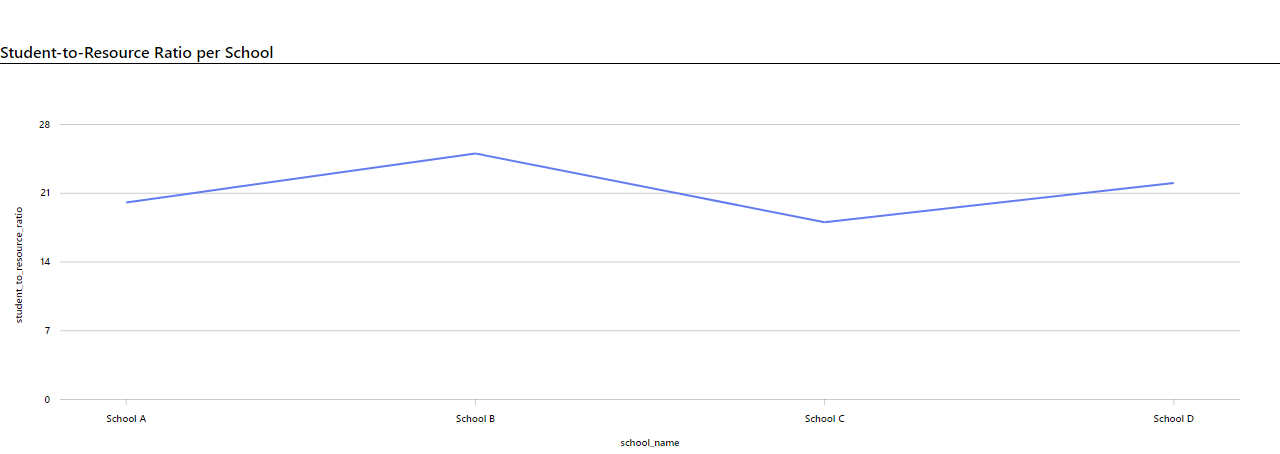 Student-to-Resource Ratio per School
28
21
14
7
0
student_to_resource_ratio
School A
School B
School C
School D
school_name